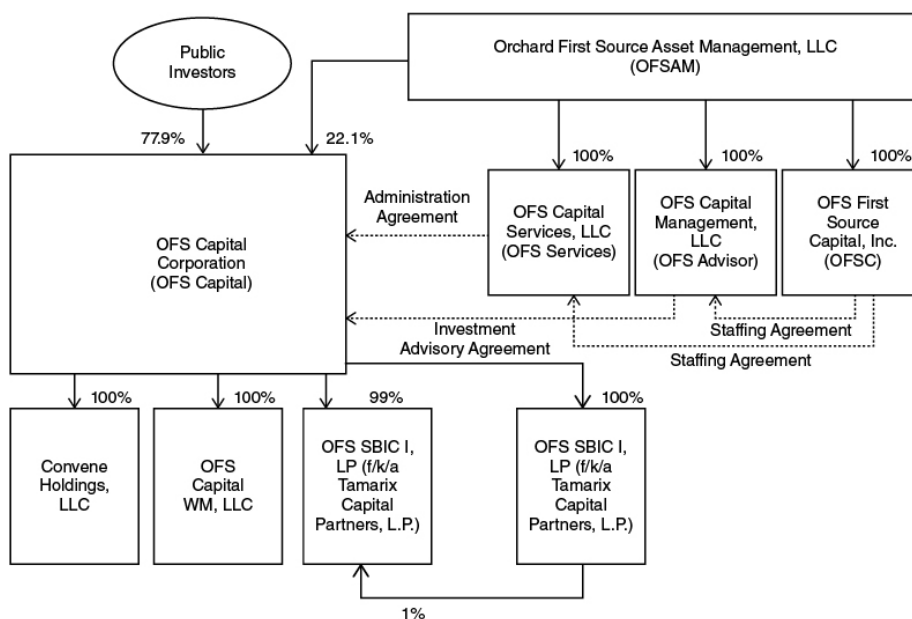 Public
Investors
Orchard First Source Asset Management, LLC
(OFSAM)
77.9%
22.1%
100%
100%
100%
OFS Capital
Corporation
(OFS Capital)
Administration
Agreement
OFS Capital
Services, LLC
(OFS Services)
OFS Capital
Management,
LLC
(OFS Advisor)
OFS First
Source
Capital, Inc.
(OFSC)
Investment
Advisory Agreement
Staffing Agreement
Staffing Agreement
100%
100%
99%
100%
Convene
Holdings,
LLC
OFS
Capital
WM, LLC
OFS SBIC I,
LP (f/k/a
Tamarix
Capital
Partners, L.P.)
OFS SBIC I,
LP (f/k/a
Tamarix
Capital
Partners, L.P.)
1%